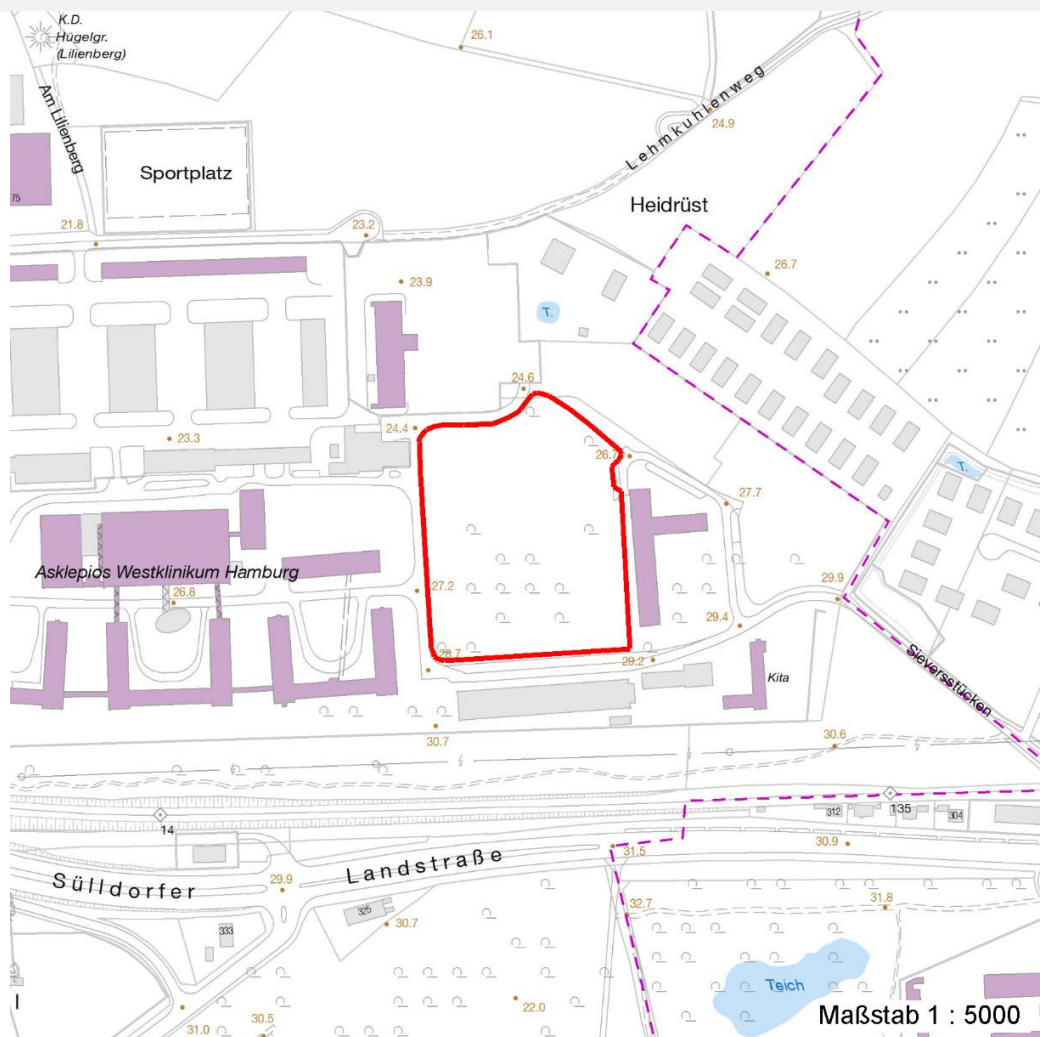 K.D.
Hügelgr.
(Lilienberg)
26.1
Am Lilienberg
Lehmkuhlenweg
24.9
Sportplatz
75
Heidrüst
21.8
23.2
26.7
23.9
T.
24.6
24.4
23.3
26.7
T.
27.7
Asklepios Westklinikum Hamburg
27.2
26.8
29.9
29.4
28.7
29.2
Sieversstücken
Kita
30.7
30.6
14
135
312
304
31.5
30.9
Sülldorfer Landstraße
29.9
325
32.7
31.8
30.7
333
Teich
22.0
31.0
30.5
Maßstab 1 : 5000